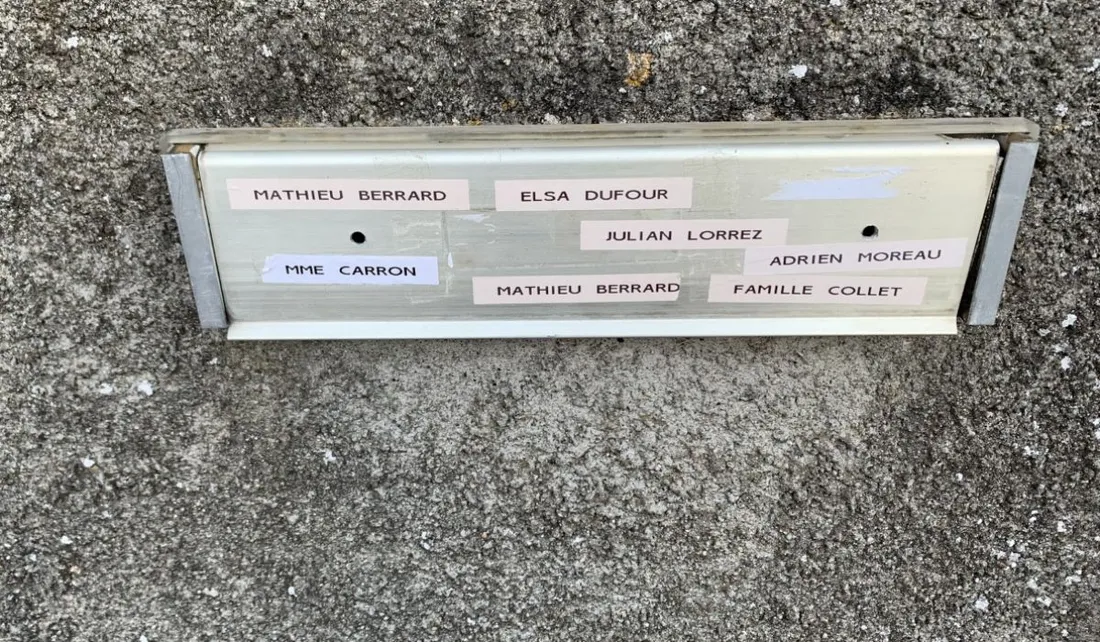 MATHIEU BERRARD
ELSA DUFOUR
JULIAN LORREZ
ADRIEN MOREAU
MME CARRON
MATHIEU BERRARD
FAMILLE COLLET